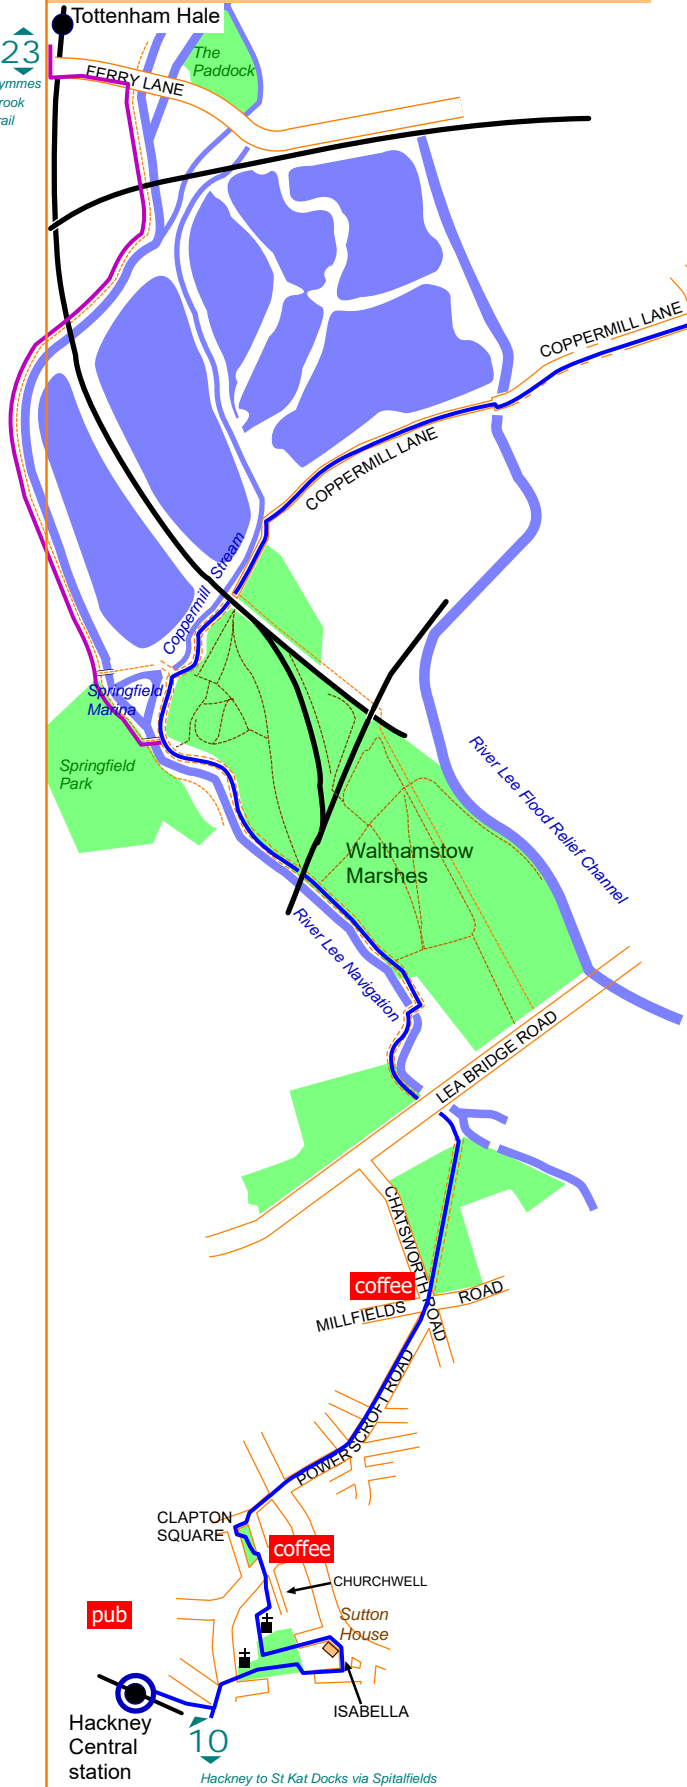 Tottenham Hale
23
ymmes
rook
rail
The
Paddock
FERRY LANE
COPPERMILL LANE
COPPERMILL LANE
Coppermill Stream
Springfield
Marina
Springfield
Park
River Lee Flood Relief Channel
Walthamstow
Marshes
River Lee Navigation
LEA BRIDGE ROAD
CHATSWORTH ROAD
coffee
MILLFIELDS ROAD
POWERSCROFT ROAD
CLAPTON
SQUARE
coffee
CHURCHWELL
pub
Sutton
House
ISABELLA
Hackney
Central
station
10
Hackney to St Kat Docks via Spitalfields